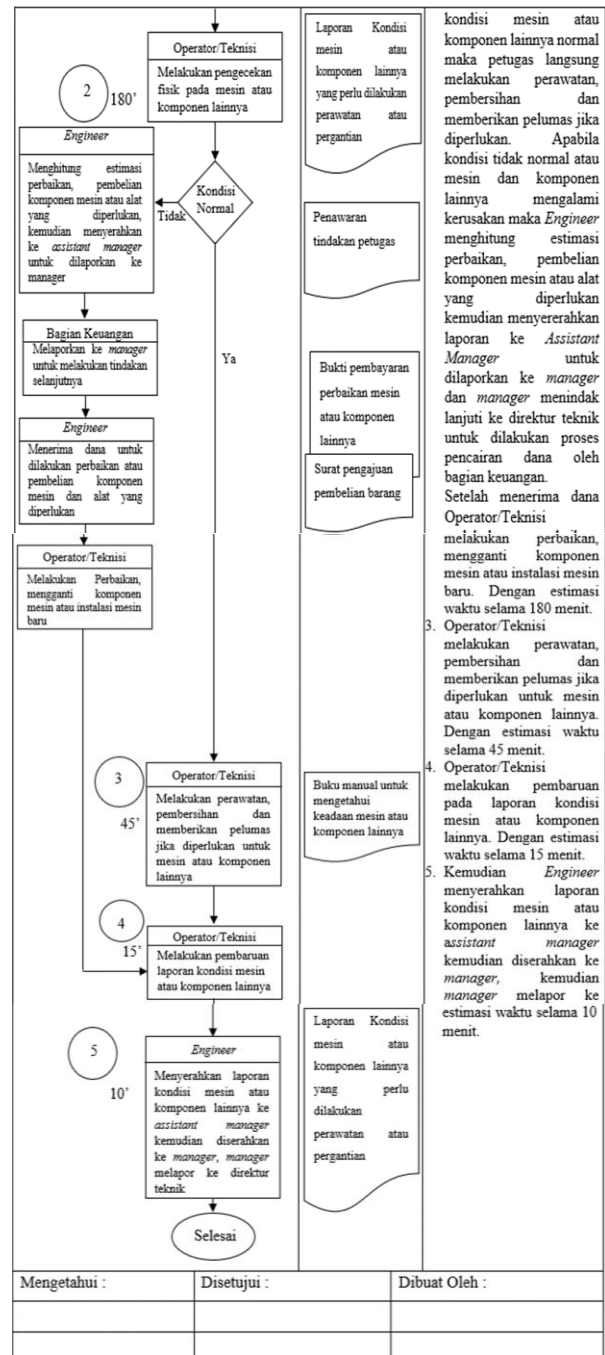 Operator/Teknisi
Melakukan pengecekan
fisik pada mesin atau
komponen lainnya
2
180’
Engineer
Menghitung estimasi
perbaikan, pembelian
komponen mesin atau alat
yang diperlukan,
kemudian menyerahkan
ke assistant manager
untuk dilaporkan ke
manager
Kondisi
Normal
Tidak
Ya
Bagian Keuangan
Melaporkan ke manager
untuk melakukan tindakan
selanjutnya
Engineer
Menerima dana untuk
dilakukan perbaikan atau
pembelian komponen
mesin dan alat yang
diperlukan
Operator/Teknisi
Melakukan Perbaikan,
mengganti komponen
mesin atau instalasi mesin
baru
3
45’
Operator/Teknisi
Melakukan perawatan,
pembersihan dan
memberikan pelumas
jika diperlukan untuk
mesin atau komponen
lainnya
4
15’
Operator/Teknisi
Melakukan pembaruan
laporan kondisi mesin
atau komponen lainnya
5
10’
Engineer
Menyerahkan laporan
kondisi mesin atau
komponen lainnya ke
assistant manager
kemudian diserahkan
ke manager, manager
melapor ke direktur
teknik
Selesai
Laporan Kondisi
mesin atau
komponen lainnya
yang perlu dilakukan
perawatan atau
pergantian
Penawaran
tindakan petugas
Bukti pembayaran
perbaikan mesin
atau komponen
lainnya
Surat pengajuan
pembelian barang
Buku manual untuk
mengetahui
keadaan mesin atau
komponen lainnya
Laporan Kondisi
mesin atau
komponen lainnya
yang perlu
dilakukan
perawatan atau
pergantian
kondisi mesin atau
komponen lainnya normal
maka petugas langsung
melakukan perawatan,
pembersihan dan
memberikan pelumas jika
diperlukan. Apabila
kondisi tidak normal atau
mesin dan komponen
lainnya mengalami
kerusakan maka Engineer
menghitung estimasi
perbaikan, pembelian
komponen mesin atau alat
yang diperlukan
kemudian menyererahkan
laporan ke Assistant
Manager untuk
dilaporkan ke manager
dan manager menindak
lanjuti ke direktur teknik
untuk dilakukan proses
pencairan dana oleh
bagian keuangan.
Setelah menerima dana
Operator/Teknisi
melakukan perbaikan,
mengganti komponen
mesin atau instalasi mesin
baru. Dengan estimasi
waktu selama 180 menit.
3. Operator/Teknisi
melakukan perawatan,
pembersihan dan
memberikan pelumas jika
diperlukan untuk mesin
atau komponen lainnya.
Dengan estimasi waktu
selama 45 menit.
4. Operator/Teknisi
melakukan pembaruan
pada laporan kondisi
mesin atau komponen
lainnya. Dengan estimasi
waktu selama 15 menit.
5. Kemudian Engineer
menyerahkan laporan
kondisi mesin atau
komponen lainnya ke
assistant manager
kemudian diserahkan ke
manager, kemudian
manager melapor ke
estimasi waktu selama 10
menit.
Mengetahui :
Disetujui :
Dibuat Oleh :